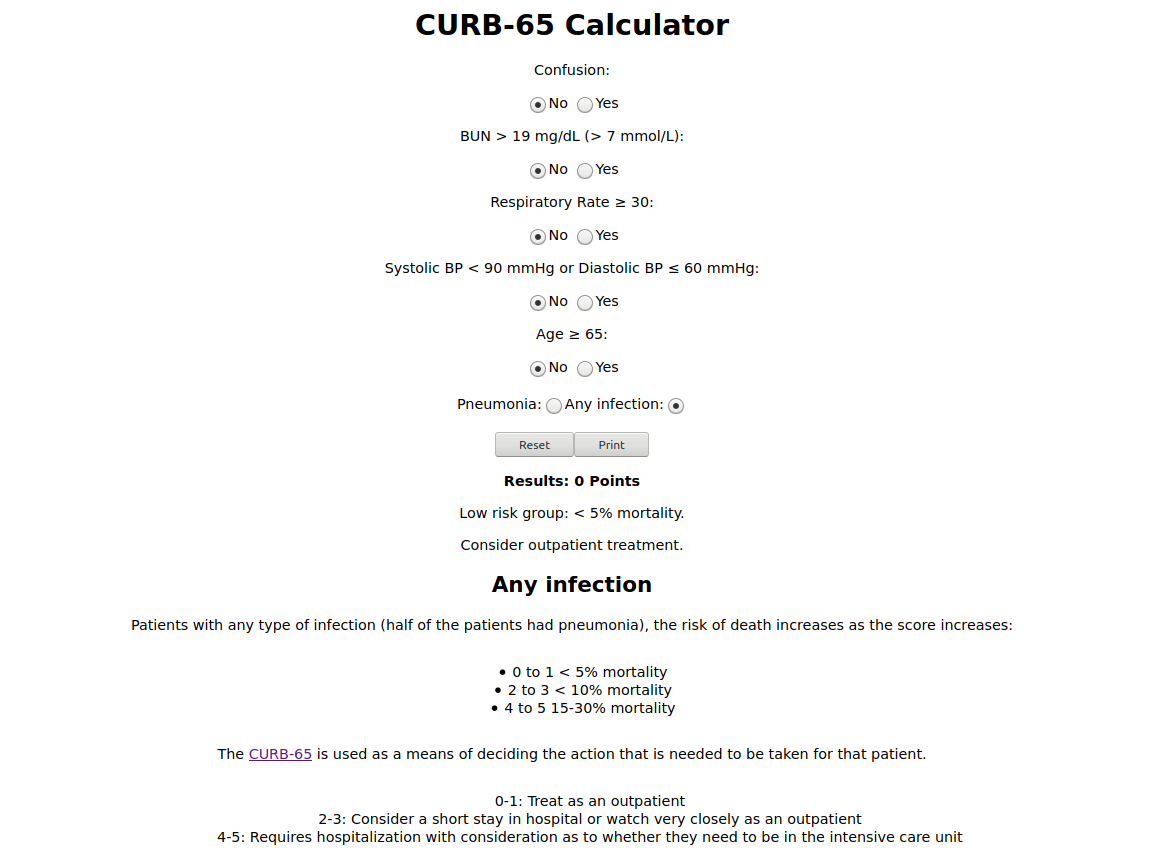 CURB-65 Calculator
Confusion:
No Yes
BUN > 19 mg/dL (> 7 mmol/L):
No Yes
Respiratory Rate ≥ 30:
No Yes
Systolic BP < 90 mmHg or Diastolic BP ≤ 60 mmHg:
No Yes
Age ≥ 65:
No Yes
Pneumonia: Any infection:
Reset Print
Results: 0 Points
Low risk group: < 5% mortality.
Consider outpatient treatment.
Any infection
Patients with any type of infection (half of the patients had pneumonia), the risk of death increases as the score increases:
• 0 to 1 < 5% mortality
• 2 to 3 < 10% mortality
• 4 to 5 15-30% mortality
The CURB-65 is used as a means of deciding the action that is needed to be taken for that patient.
0-1: Treat as an outpatient
2-3: Consider a short stay in hospital or watch very closely as an outpatient
4-5: Requires hospitalization with consideration as to whether they need to be in the intensive care unit